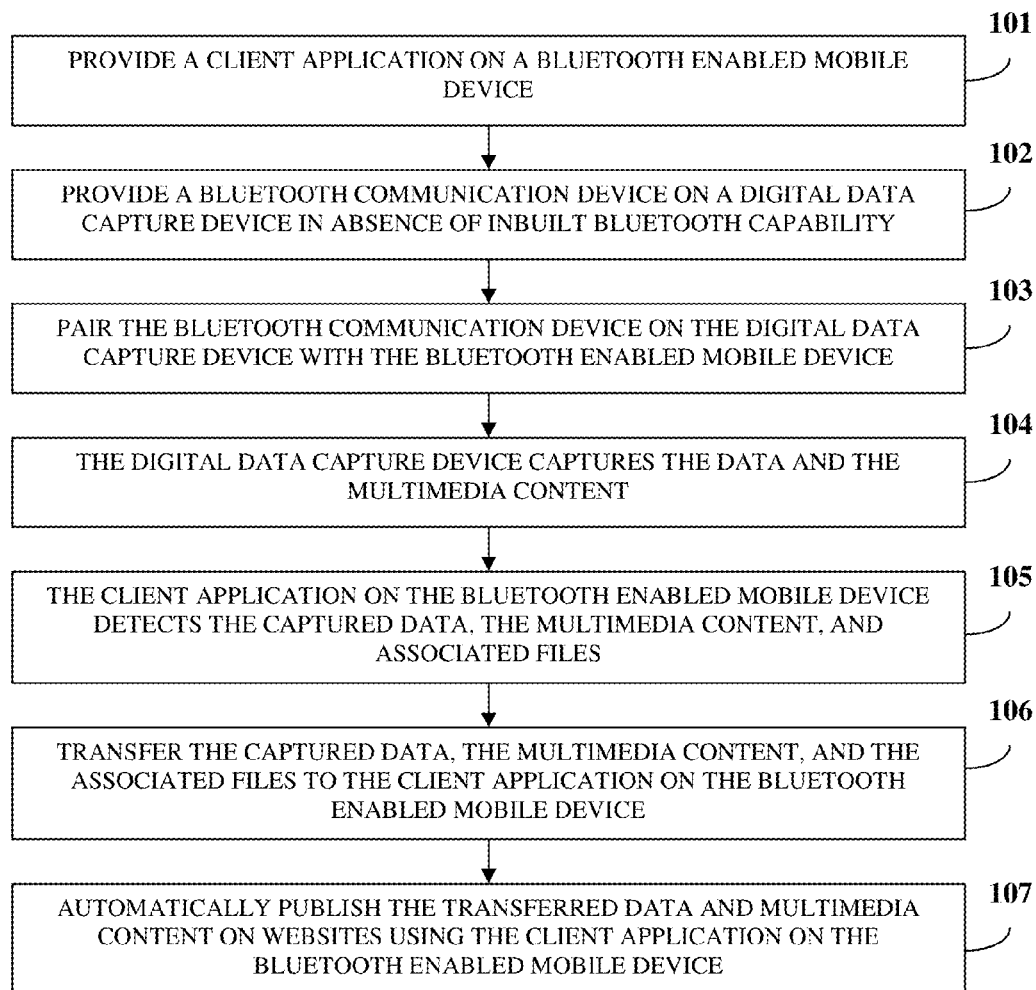 101
PROVIDE A CLIENT APPLICATION ON A BLUETOOTH ENABLED MOBILE
DEVICE
102
PROVIDE A BLUETOOTH COMMUNICATION DEVICE ON A DIGITAL DATA
CAPTURE DEVICE IN ABSENCE OF INBUILT BLUETOOTH CAPABILITY
103
PAIR THE BLUETOOTH COMMUNICATION DEVICE ON THE DIGITAL DATA
CAPTURE DEVICE WITH THE BLUETOOTH ENABLED MOBILE DEVICE
104
THE DIGITAL DATA CAPTURE DEVICE CAPTURES THE DATA AND THE
MULTIMEDIA CONTENT
105
THE CLIENT APPLICATION ON THE BLUETOOTH ENABLED MOBILE DEVICE
DETECTS THE CAPTURED DATA, THE MULTIMEDIA CONTENT, AND
ASSOCIATED FILES
106
TRANSFER THE CAPTURED DATA, THE MULTIMEDIA CONTENT, AND THE
ASSOCIATED FILES TO THE CLIENT APPLICATION ON THE BLUETOOTH
ENABLED MOBILE DEVICE
107
AUTOMATICALLY PUBLISH THE TRANSFERRED DATA AND MULTIMEDIA
CONTENT ON WEBSITES USING THE CLIENT APPLICATION ON THE
BLUETOOTH ENABLED MOBILE DEVICE